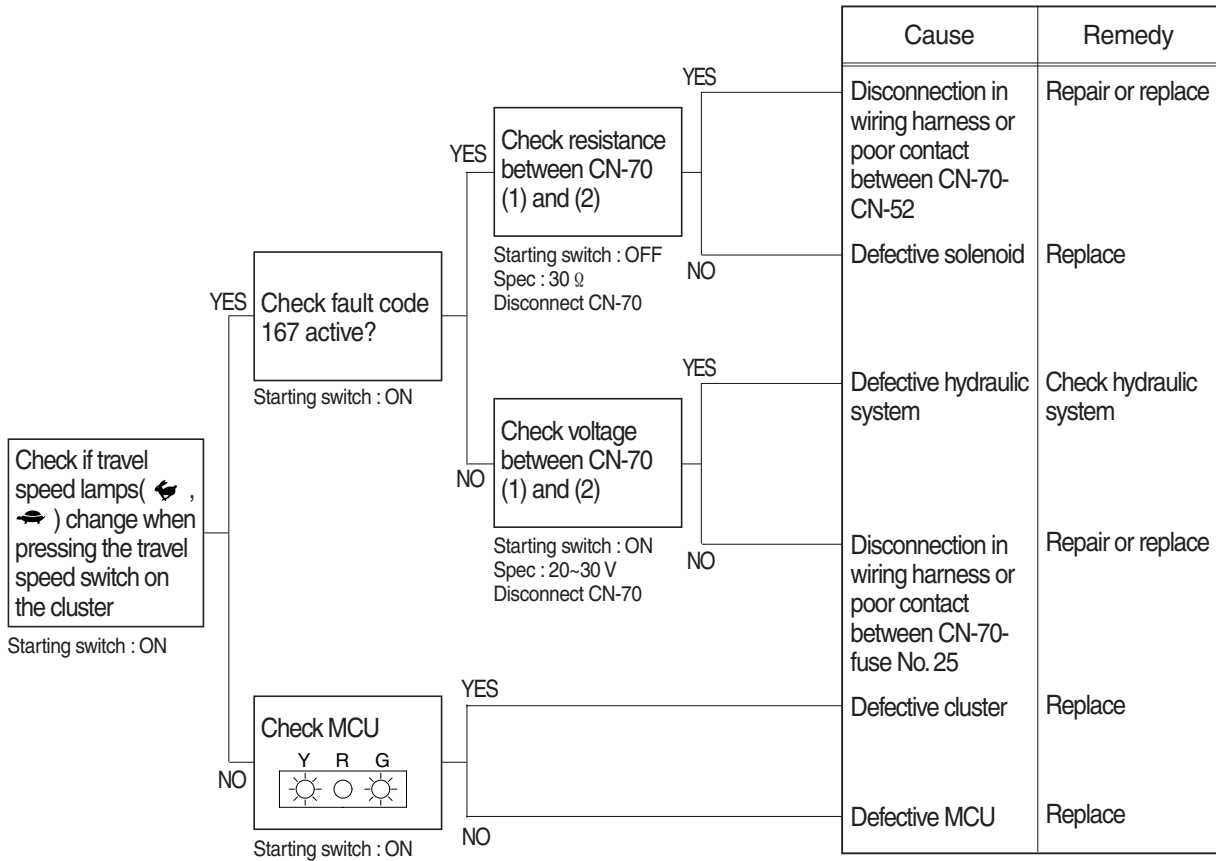 Cause
Remedy
YES
Disconnection in
wiring harness or
poor contact
between CN-70-
CN-52
Repair or replace
YES
Check resistance
between CN-70
(1) and (2)
Starting switch : OFF
Spec : 30 Ω
Disconnect CN-70
NO
Defective solenoid
Replace
YES
Check fault code
167 active?
Starting switch : ON
YES
Defective hydraulic
system
Check hydraulic
system
NO
Check voltage
between CN-70
(1) and (2)
Starting switch : ON
Spec : 20~30 V
Disconnect CN-70
NO
Disconnection in
wiring harness or
poor contact
between CN-70-
fuse No. 25
Repair or replace
Check if travel
speed lamps( ,
) change when
pressing the travel
speed switch on
the cluster
Starting switch : ON
NO
Check MCU
Y R G
Starting switch : ON
YES
Defective cluster
Replace
NO
Defective MCU
Replace